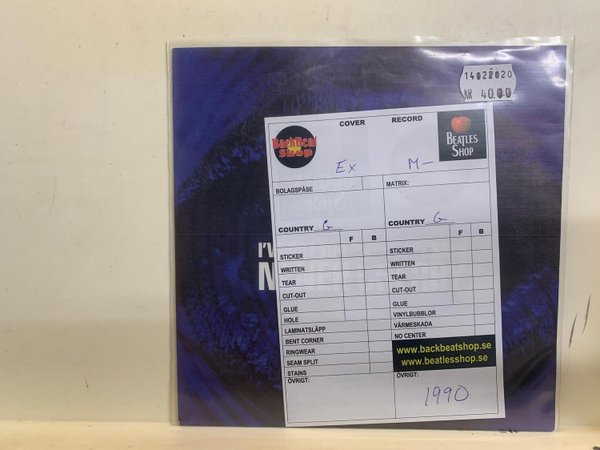 14022020
KR 40.00
COVER RECORD
BackBeat Shop
BEATLES SHOP
Ex M-
BOLAGSPÅSE MATRIX:
COUNTRY G COUNTRY G
F B F B
STICKER STICKER
WRITTEN WRITTEN
TEAR TEAR
CUT-OUT CUT-OUT
GLUE GLUE
HOLE VINYLBUBBLOR
LAMINATSLÄPP VÄRMESKADA
BENT CORNER NO CENTER
RINGWEAR www.backbeatshop.se
SEAM SPLIT www.beatlesshop.se
STAINS
ÖVRIGT: ÖVRIGT:
1990